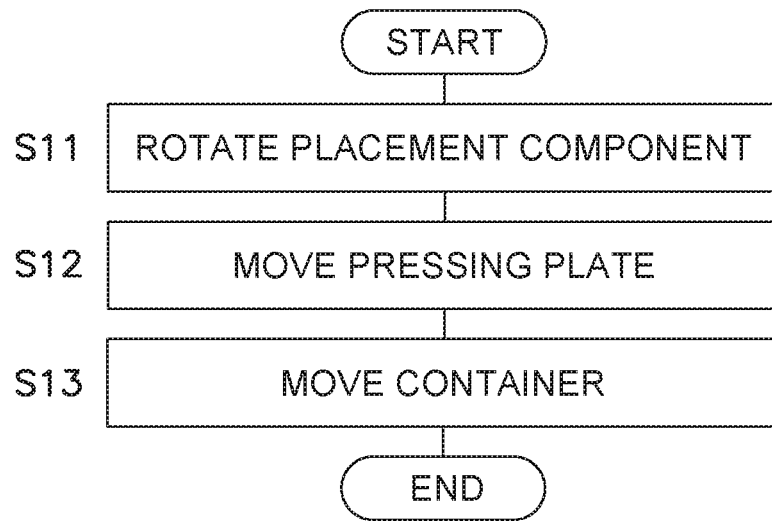 START
S11 ROTATE PLACEMENT COMPONENT
S12 MOVE PRESSING PLATE
S13 MOVE CONTAINER
END